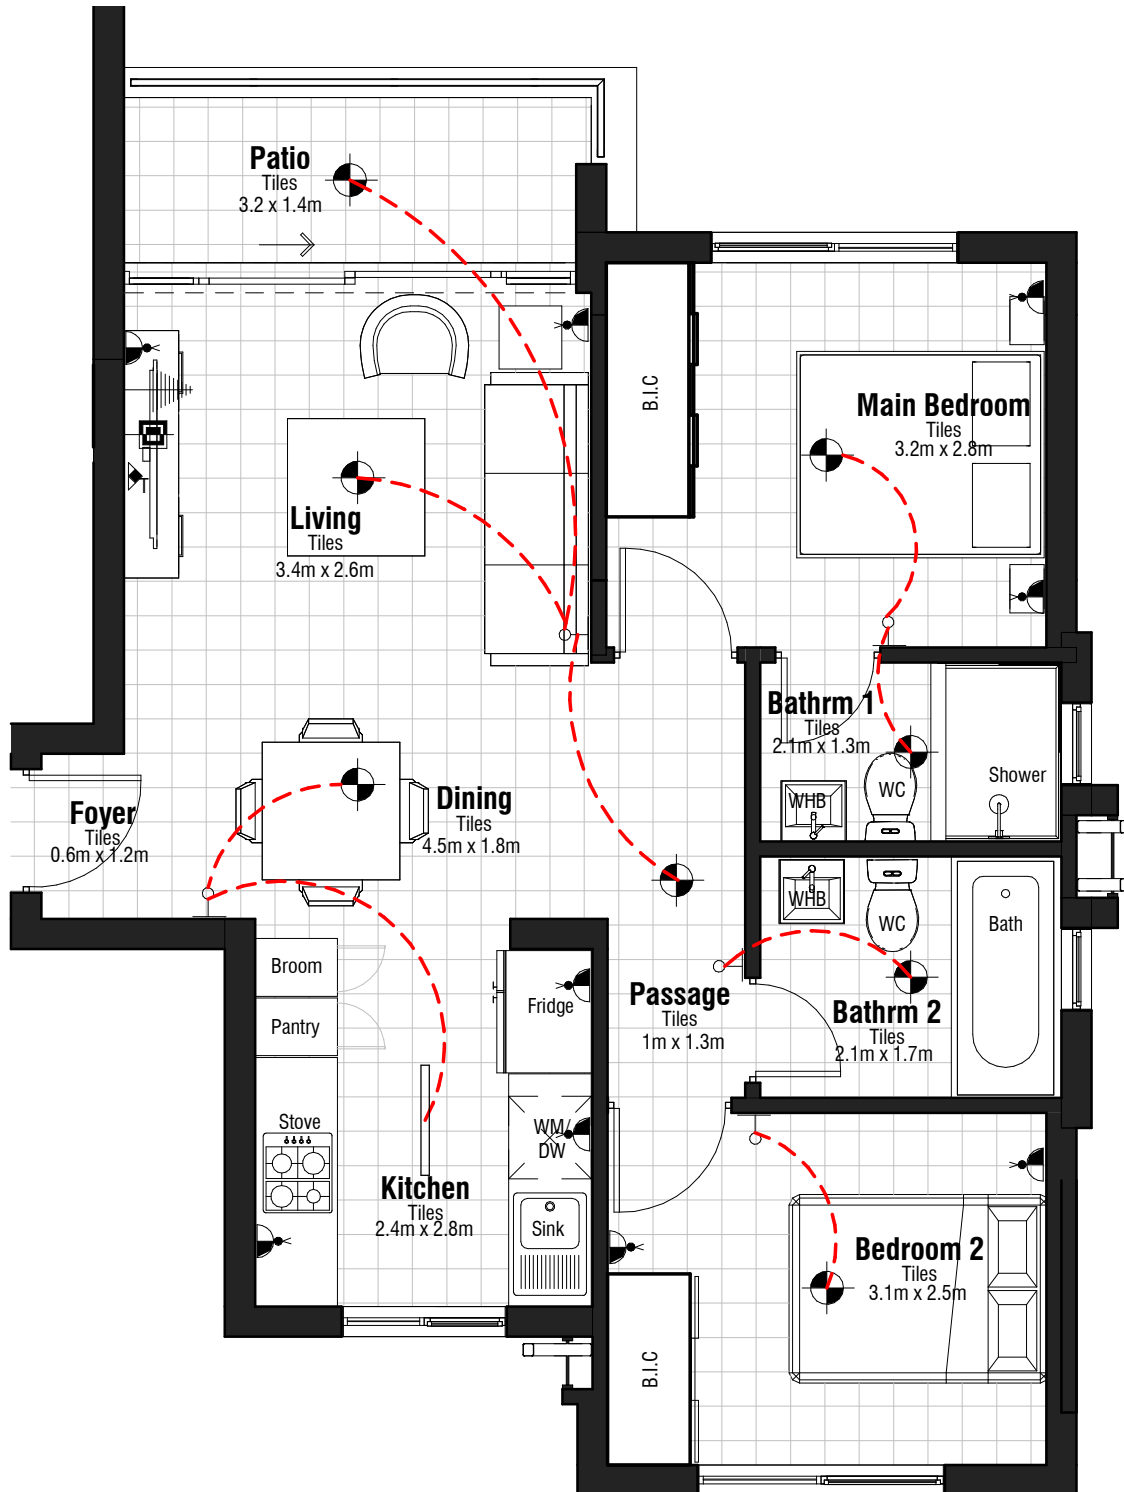 Patio
Tiles
3.2 x 1.4m
B.I.C
Main Bedroom
Tiles
3.2m x 2.8m
Living
Tiles
3.4m x 2.6m
Bathrm 1
Tiles
2.1m x 1.3m
WHB
WC
Shower
Foyer
Tiles
0.6m x 1.2m
Dining
Tiles
4.5m x 1.8m
WHB
WC
Bath
Broom
Pantry
Fridge
Passage
Tiles
1m x 1.3m
Bathrm 2
Tiles
2.1m x 1.7m
Stove
WM/
DW
Kitchen
Tiles
2.4m x 2.8m
Sink
Bedroom 2
Tiles
3.1m x 2.5m
B.I.C